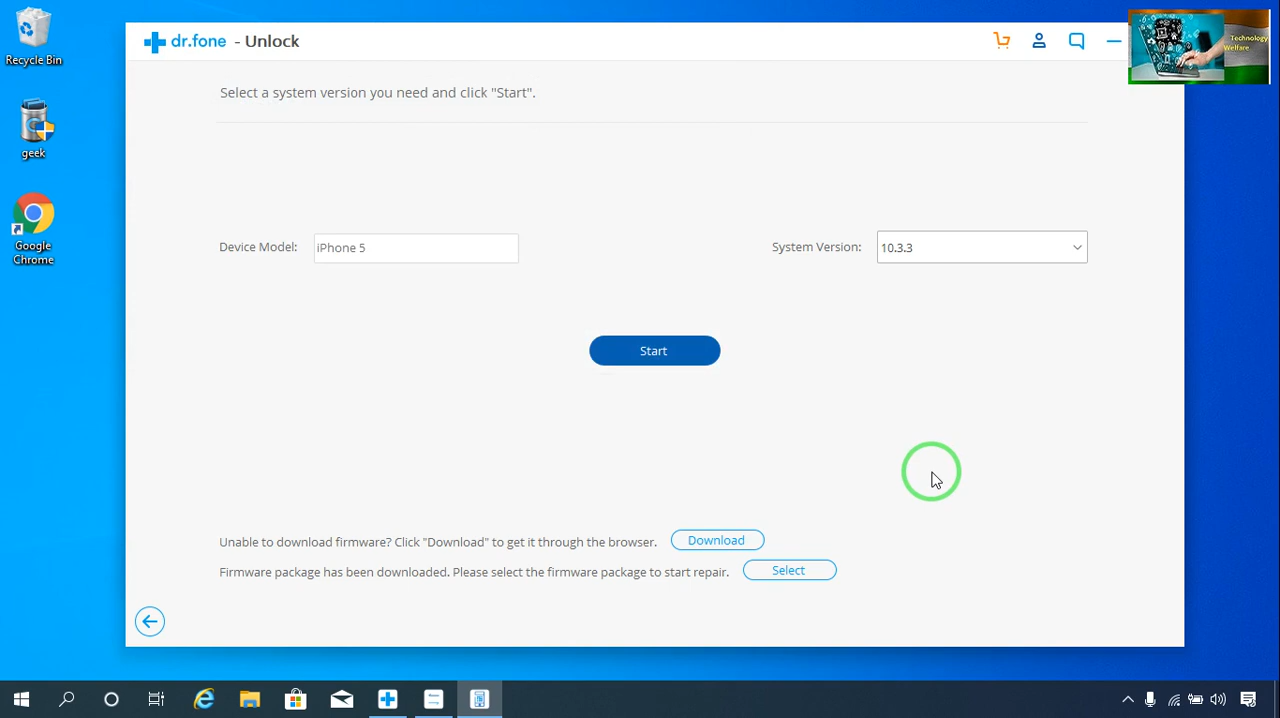 Recycle Bin
geek
Google
Chrome
dr.fone - Unlock
Technology
Welfare
Select a system version you need and click "Start".
Device Model: iPhone 5
System Version: 10.3.3
Start
Unable to download firmware? Click "Download" to get it through the browser. Download
Firmware package has been downloaded. Please select the firmware package to start repair. Select